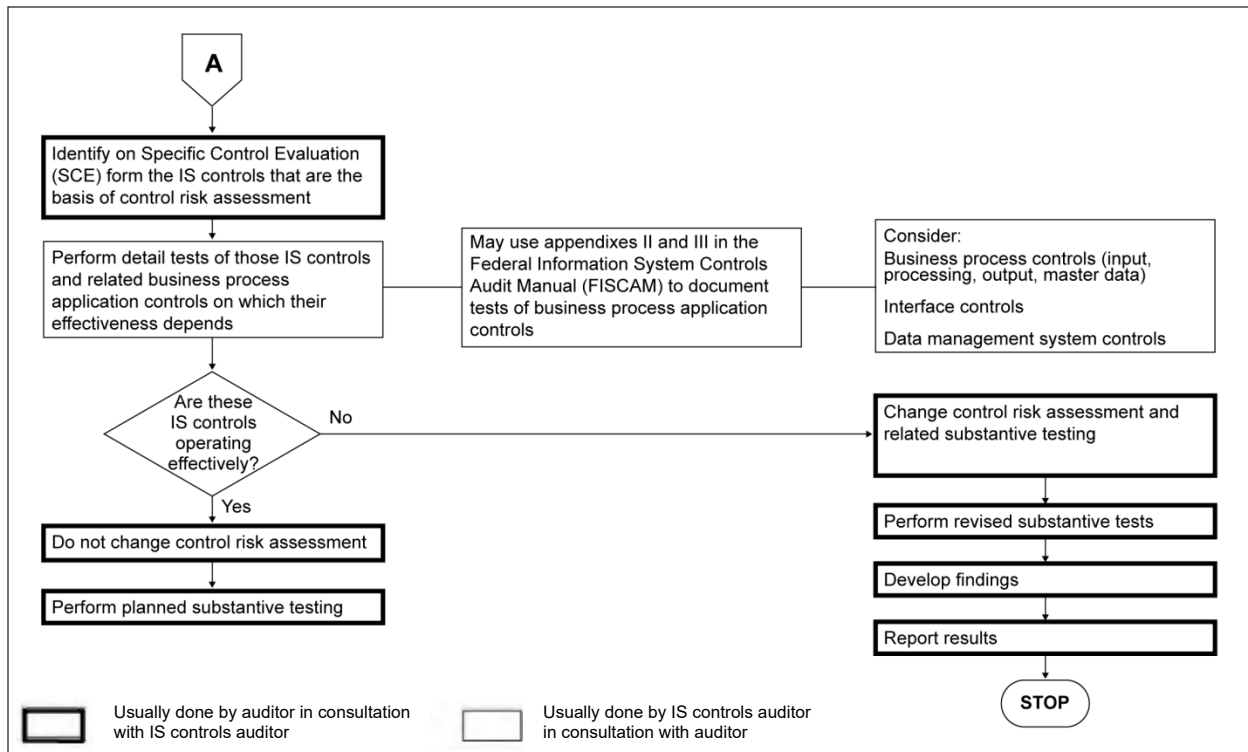 A
Identify on Specific Control Evaluation
(SCE) form the IS controls that are the
basis of control risk assessment
Perform detail tests of those IS controls
and related business process
application controls on which their
effectiveness depends
May use appendixes II and III in the
Federal Information System Controls
Audit Manual (FISCAM) to document
tests of business process application
controls
Consider:
Business process controls (input,
processing, output, master data)
Interface controls
Data management system controls
Are these
IS controls
operating
effectively?
No
Yes
Change control risk assessment and
related substantive testing
Do not change control risk assessment
Perform planned substantive testing
Perform revised substantive tests
Develop findings
Report results
STOP
Usually done by auditor in consultation
with IS controls auditor
Usually done by IS controls auditor
in consultation with auditor